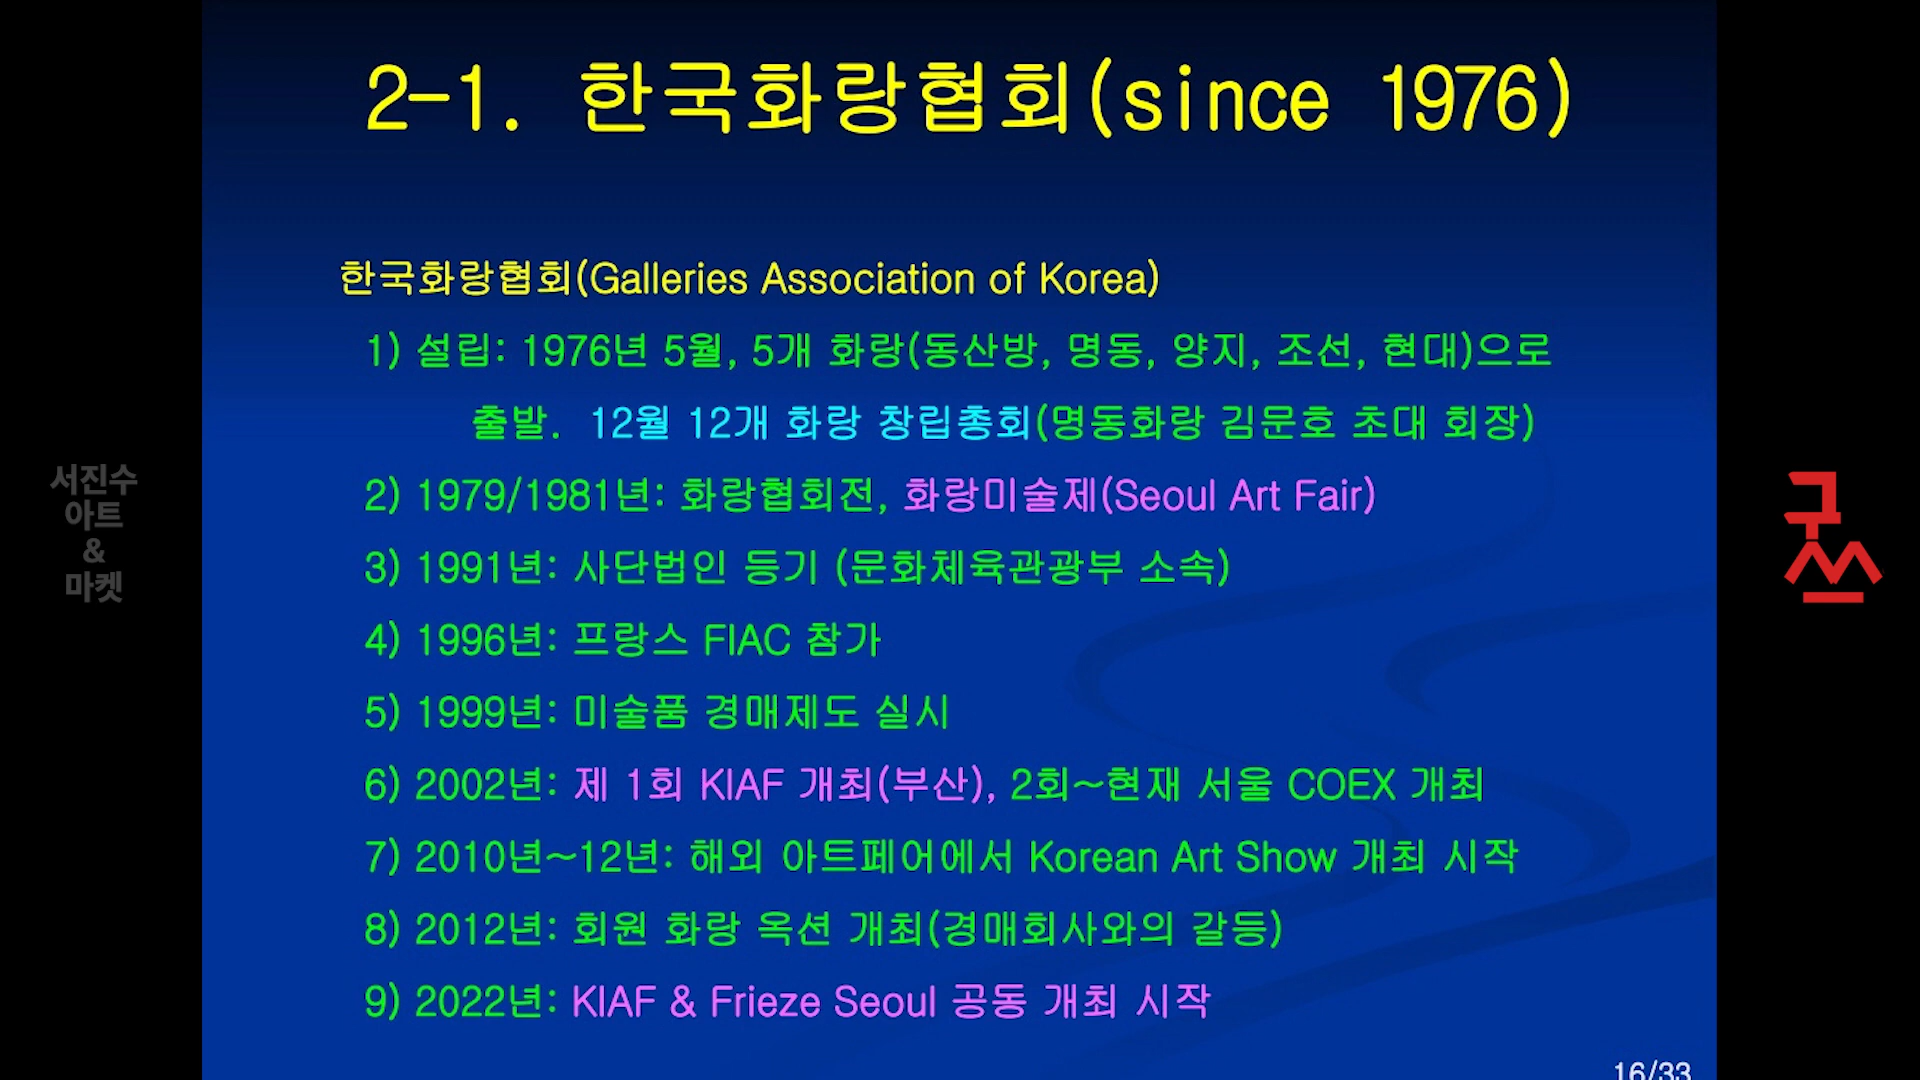 2-1. 한국화랑협회(since 1976)
한국화랑협회(Galleries Association of Korea)
1) 설립: 1976년 5월, 5개 화랑(동산방, 명동, 양지, 조선, 현대)으로
출발. 12월 12개 화랑 창립총회(명동화랑 김문호 초대 회장)
2) 1979/1981년: 화랑협회전, 화랑미술제(Seoul Art Fair)
3) 1991년: 사단법인 등기 (문화체육관광부 소속)
4) 1996년: 프랑스 FIAC 참가
5) 1999년: 미술품 경매제도 실시
6) 2002년: 제 1회 KIAF 개최(부산), 2회~현재 서울 COEX 개최
7) 2010년~12년: 해외 아트페어에서 Korean Art Show 개최 시작
8) 2012년: 회원 화랑 옥션 개최(경매회사와의 갈등)
9) 2022년: KIAF & Frieze Seoul 공동 개최 시작
16/33
서진수
아트
&
마켓
구쓰